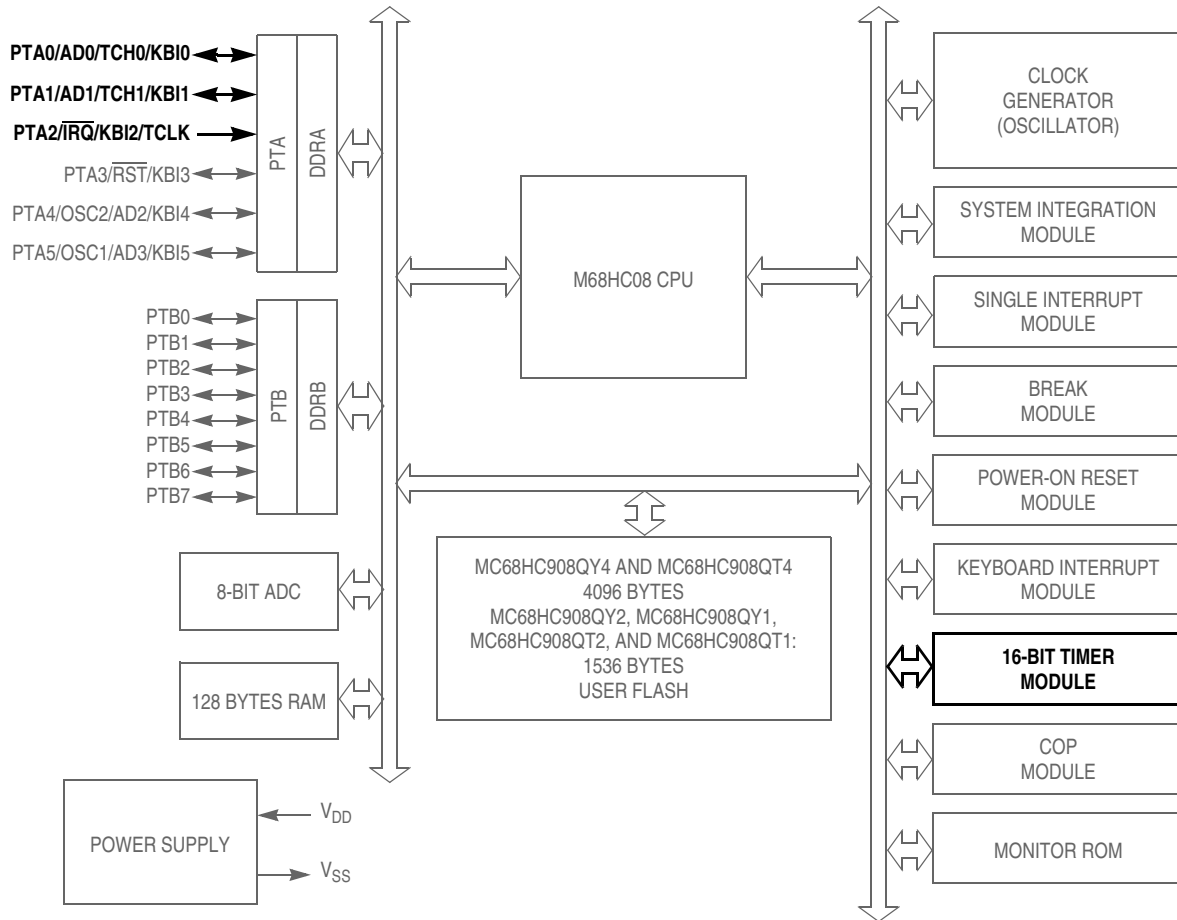 PTA0/AD0/TCH0/KBI0
PTA1/AD1/TCH1/KBI1
PTA2/I̅R̅Q̅/KBI2/TCLK
PTA3/R̅S̅T̅/KBI3
PTA4/OSC2/AD2/KBI4
PTA5/OSC1/AD3/KBI5
PTA
DDRA
PTB0
PTB1
PTB2
PTB3
PTB4
PTB5
PTB6
PTB7
PTB
DDRB
8-BIT ADC
128 BYTES RAM
POWER SUPPLY
VDD
VSS
M68HC08 CPU
MC68HC908QY4 AND MC68HC908QT4
4096 BYTES
MC68HC908QY2, MC68HC908QY1,
MC68HC908QT2, AND MC68HC908QT1:
1536 BYTES
USER FLASH
CLOCK
GENERATOR
(OSCILLATOR)
SYSTEM INTEGRATION
MODULE
SINGLE INTERRUPT
MODULE
BREAK
MODULE
POWER-ON RESET
MODULE
KEYBOARD INTERRUPT
MODULE
16-BIT TIMER
MODULE
COP
MODULE
MONITOR ROM